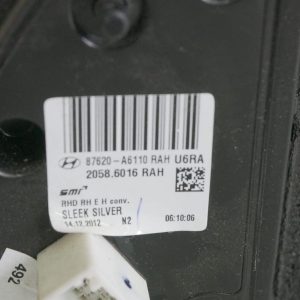 87620-A6110 RAH U6RA
2058.6016 RAH
smr
RHD RH E H conv.
SLEEK SILVER
14.12.2012 N2 06:10:06
492